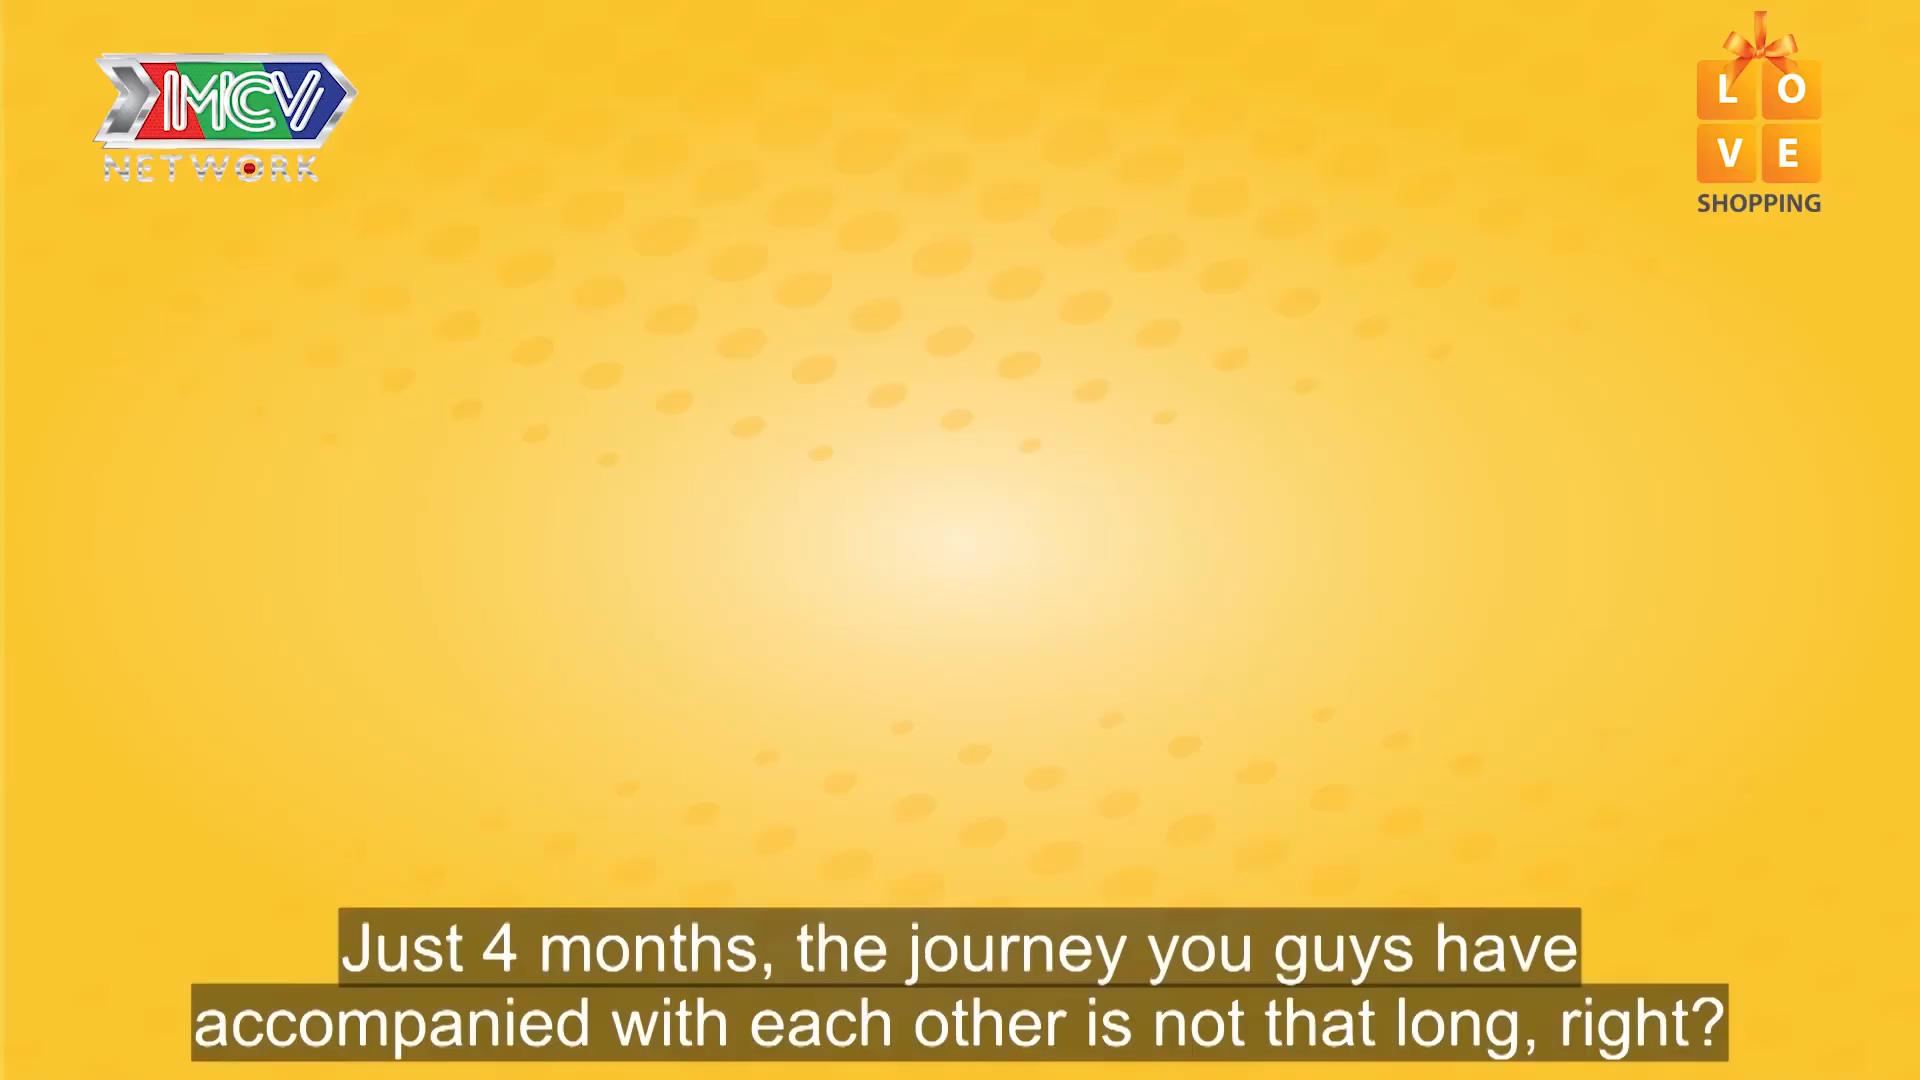 MCV
NETWORK
L O
V E
SHOPPING
Just 4 months, the journey you guys have
accompanied with each other is not that long, right?